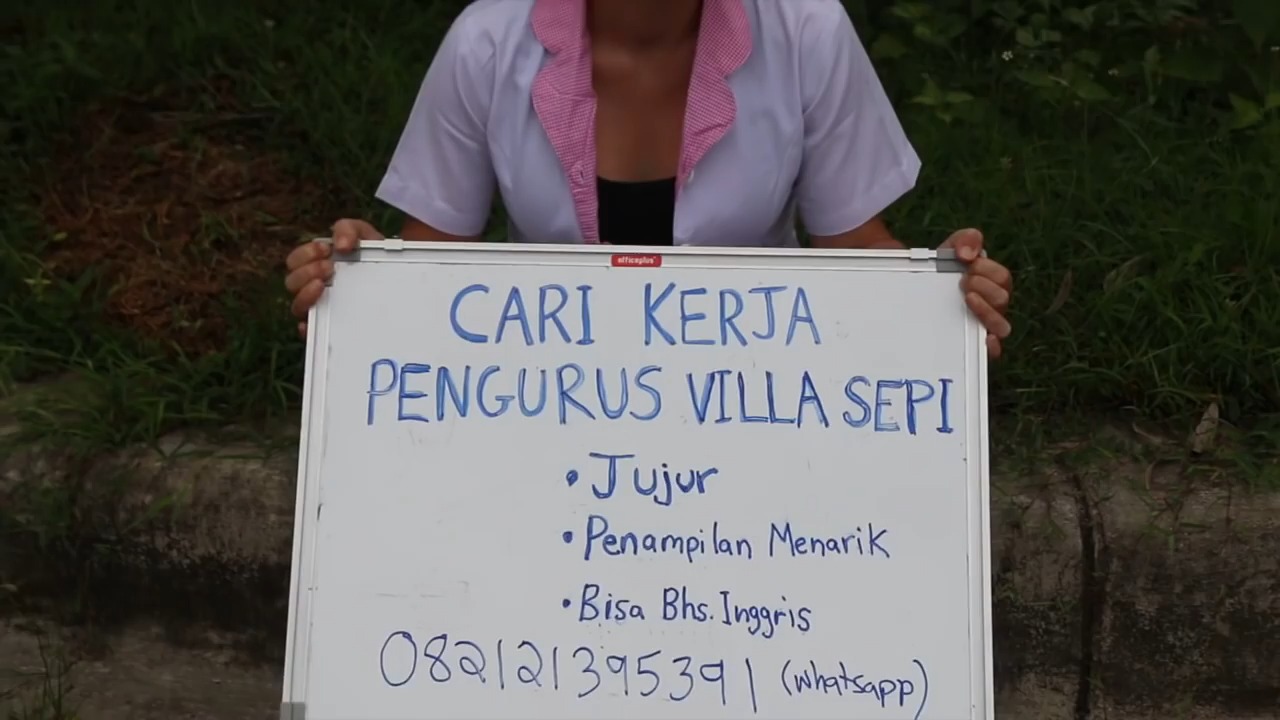 officeplus
CARI KERJA
PENGURUS VILLA SEPI
• Jujur
• Penampilan Menarik
• Bisa Bhs. Inggris
082121395391 (whatsapp)